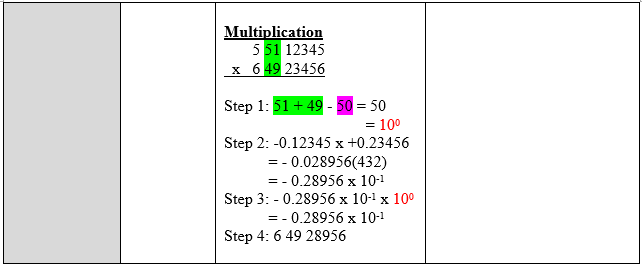 Multiplication
5 51 12345
x 6 49 23456
Step 1: 51 + 49 - 50 = 50
= 10⁰
Step 2: -0.12345 x +0.23456
= - 0.028956(432)
= - 0.28956 x 10⁻¹
Step 3: - 0.28956 x 10⁻¹ x 10⁰
= - 0.28956 x 10⁻¹
Step 4: 6 49 28956